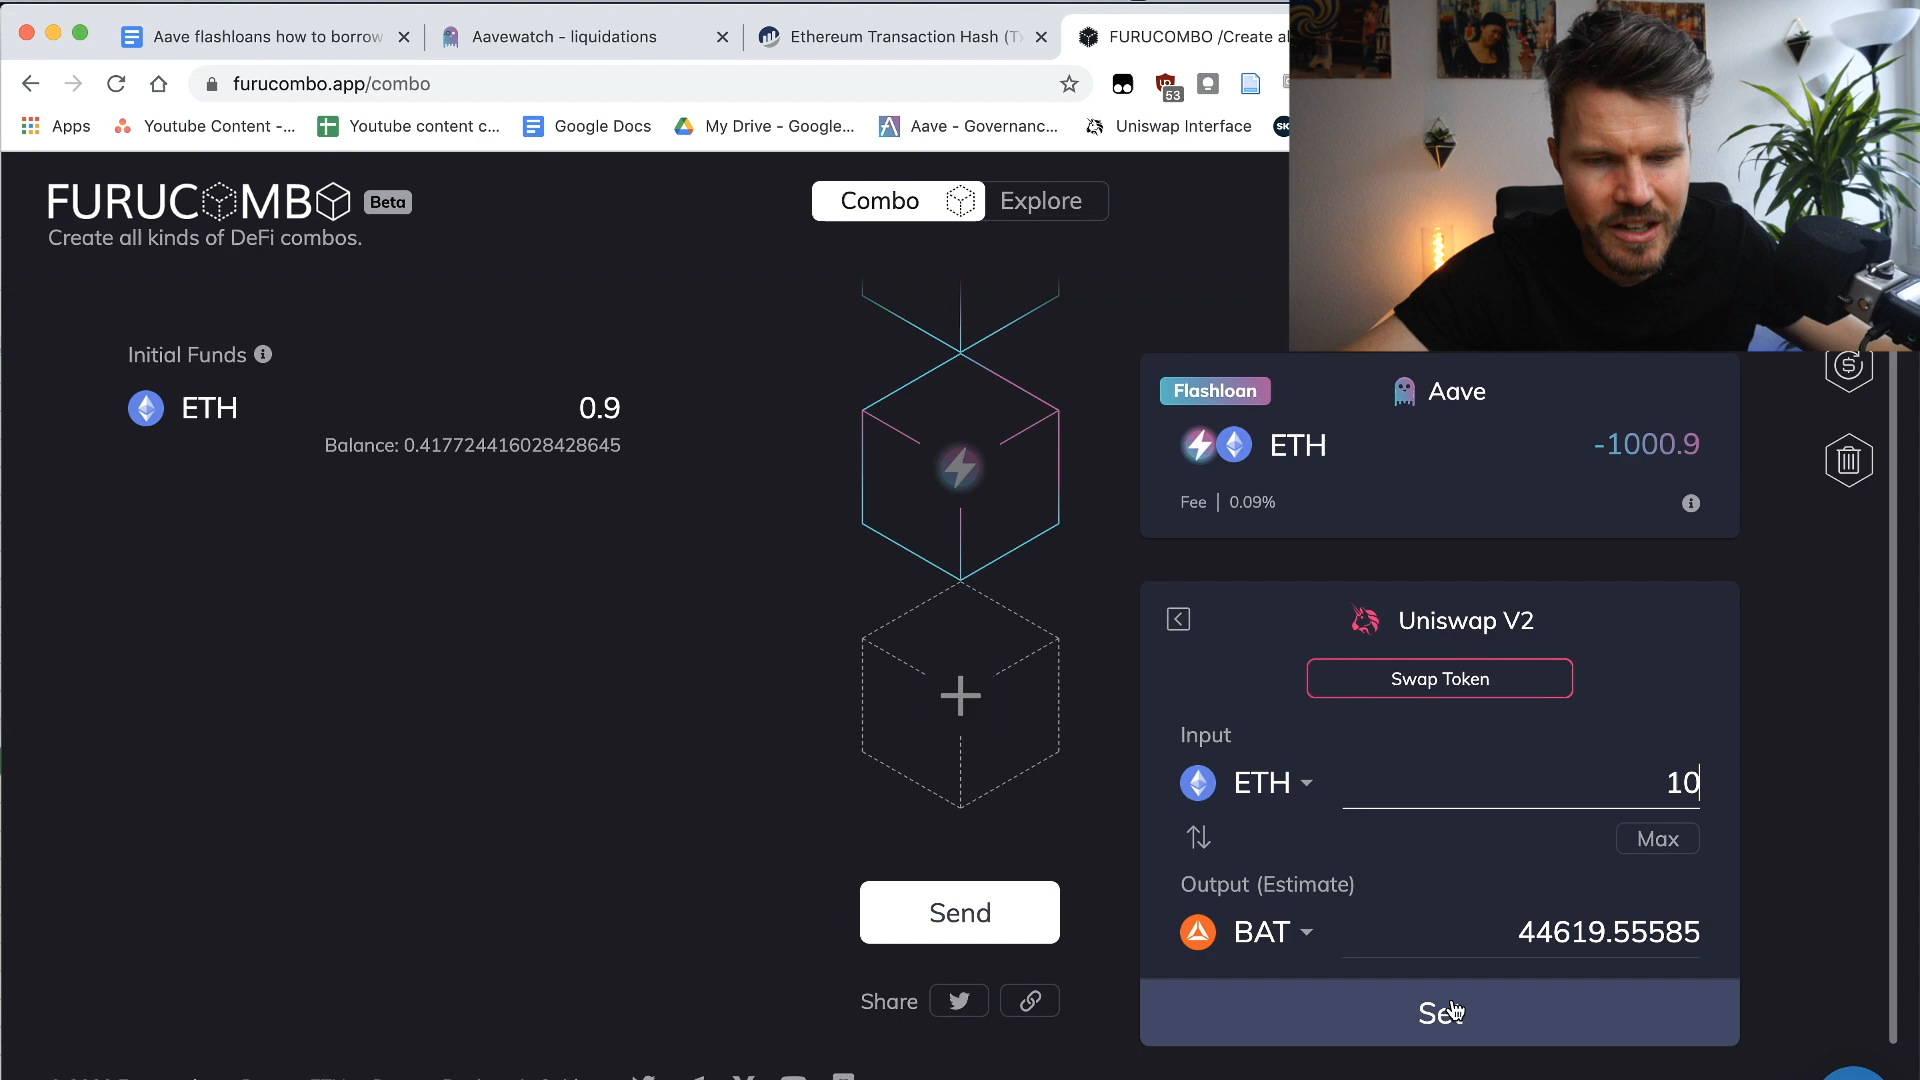 Aave flashloans how to borrow
Aavewatch - liquidations
Ethereum Transaction Hash (Tx
FURUCOMBO /Create al
furucombo.app/combo
53
Apps
Youtube Content -...
Youtube content c...
Google Docs
My Drive - Google...
Aave - Governanc...
Uniswap Interface
SK
FURUCOMBO Beta
Create all kinds of DeFi combos.
Combo
Explore
Initial Funds
ETH 0.9
Balance: 0.417724416028428645
Flashloan
Aave
ETH -1000.9
Fee | 0.09%
Uniswap V2
Swap Token
Input
ETH 10
Max
Output (Estimate)
BAT 44619.55585
Send
Share